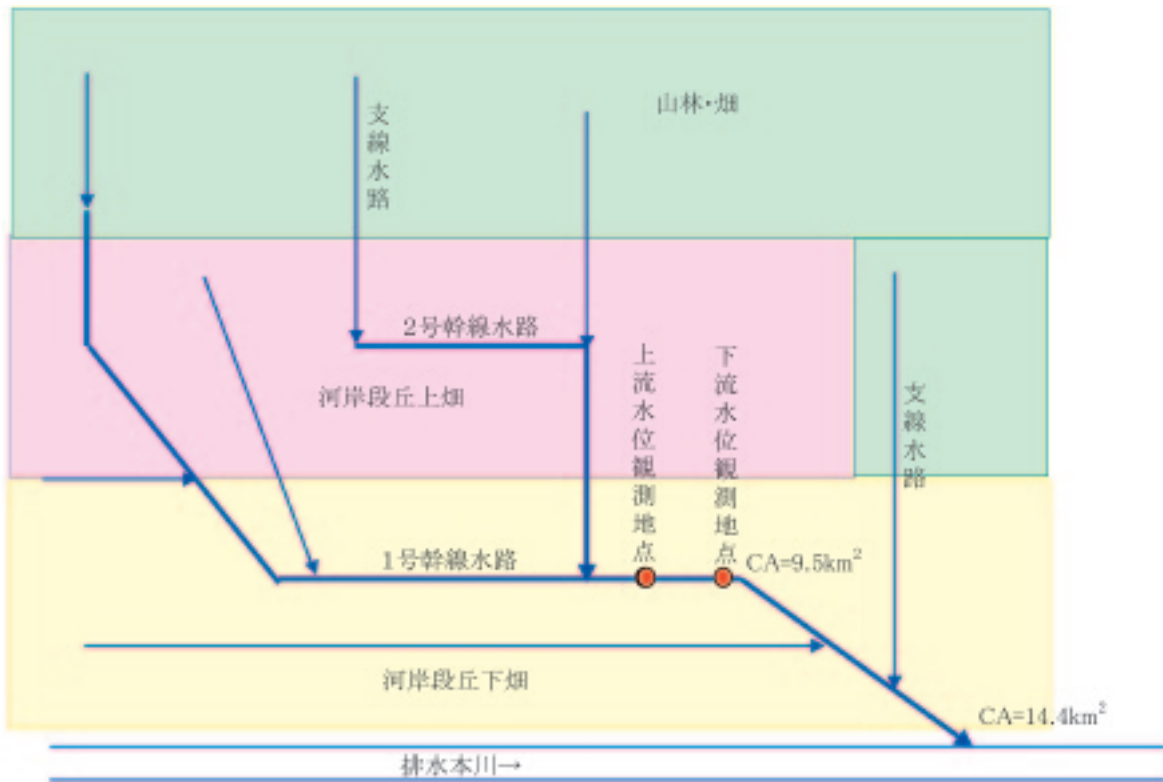 山林・畑
支線水路
2号幹線水路
河岸段丘上畑
上流水位観測地点
下流水位観測地点
支線水路
1号幹線水路
CA=9.5km²
河岸段丘下畑
CA=14.4km²
排水本川→